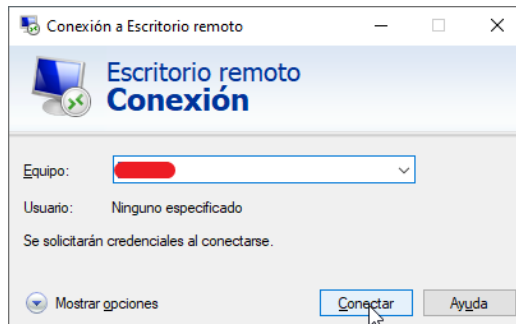 Conexión a Escritorio remoto
Escritorio remoto
Conexión
Equipo:
Usuario: Ninguno especificado
Se solicitarán credenciales al conectarse.
Mostrar opciones Conectar Ayuda